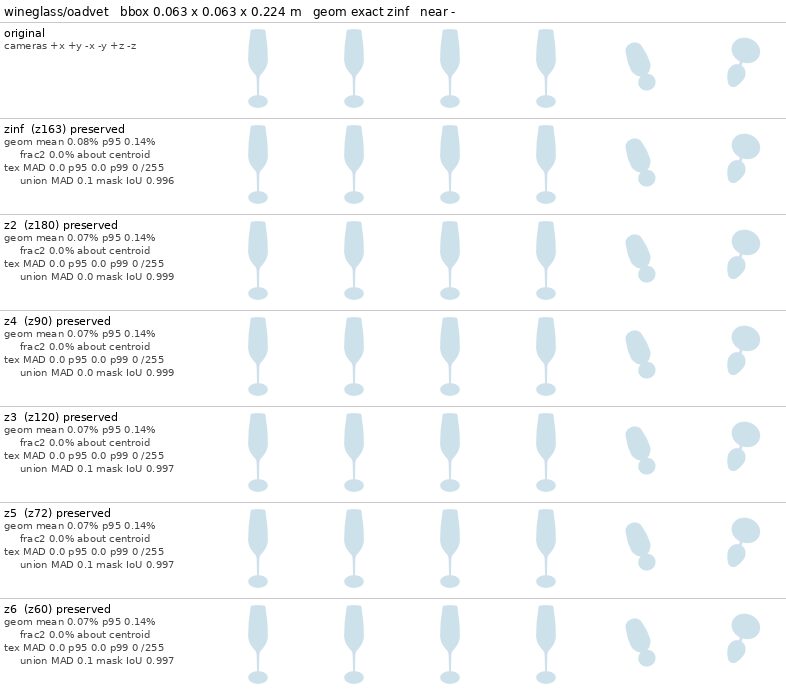 wineglass/oadvet   bbox 0.063 x 0.063 x 0.224 m   geom exact zinf   near -
original
cameras +x +y -x -y +z -z
zinf  (z163) preserved
geom mean 0.08% p95 0.14%
frac2 0.0% about centroid
tex MAD 0.0 p95 0.0 p99 0 /255
union MAD 0.1 mask IoU 0.996
z2  (z180) preserved
geom mean 0.07% p95 0.14%
frac2 0.0% about centroid
tex MAD 0.0 p95 0.0 p99 0 /255
union MAD 0.0 mask IoU 0.999
z4  (z90) preserved
geom mean 0.07% p95 0.14%
frac2 0.0% about centroid
tex MAD 0.0 p95 0.0 p99 0 /255
union MAD 0.0 mask IoU 0.999
z3  (z120) preserved
geom mean 0.07% p95 0.14%
frac2 0.0% about centroid
tex MAD 0.0 p95 0.0 p99 0 /255
union MAD 0.1 mask IoU 0.997
z5  (z72) preserved
geom mean 0.07% p95 0.14%
frac2 0.0% about centroid
tex MAD 0.0 p95 0.0 p99 0 /255
union MAD 0.1 mask IoU 0.997
z6  (z60) preserved
geom mean 0.07% p95 0.14%
frac2 0.0% about centroid
tex MAD 0.0 p95 0.0 p99 0 /255
union MAD 0.1 mask IoU 0.997